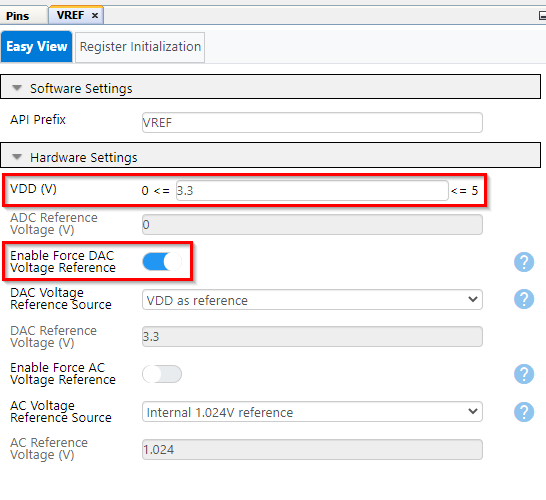 Pins VREF ×
Easy View Register Initialization
Software Settings
API Prefix VREF
Hardware Settings
VDD (V) 0 <= 3.3 <= 5
ADC Reference
Voltage (V) 0
Enable Force DAC
Voltage Reference ?
DAC Voltage
Reference Source VDD as reference ?
DAC Reference
Voltage (V) 3.3
Enable Force AC
Voltage Reference ?
AC Voltage
Reference Source Internal 1.024V reference ?
AC Reference
Voltage (V) 1.024